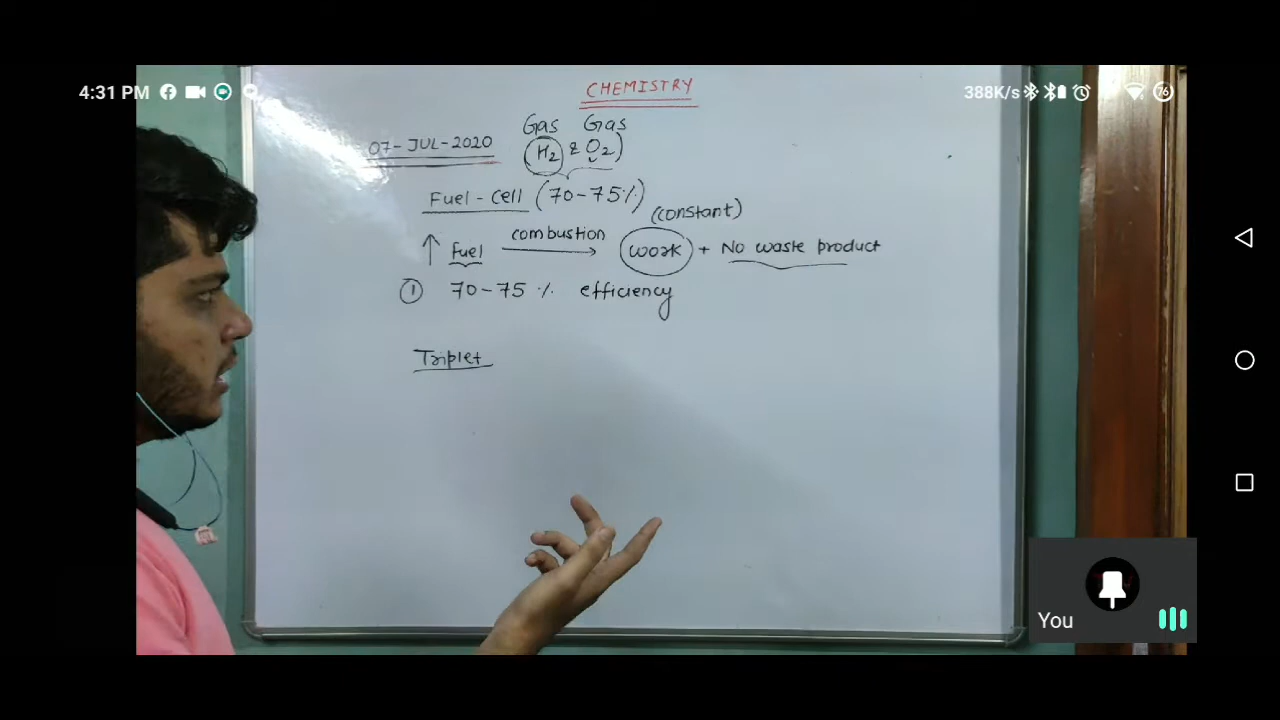 4:31 PM
388K/s
76
CHEMISTRY
Gas Gas
07-JUL-2020
H2 & O2)
Fuel-cell (70-75%)
(constant)
↑ Fuel combustion → work + No waste product
① 70-75 % efficiency
Triplet
You